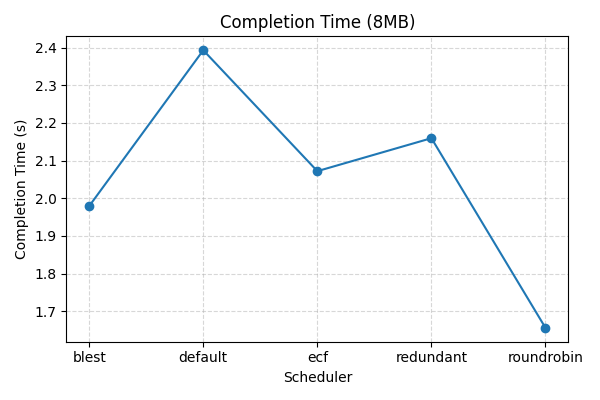 Completion Time (8MB)
Completion Time (s)
2.4
2.3
2.2
2.1
2.0
1.9
1.8
1.7
blest default ecf redundant roundrobin
Scheduler